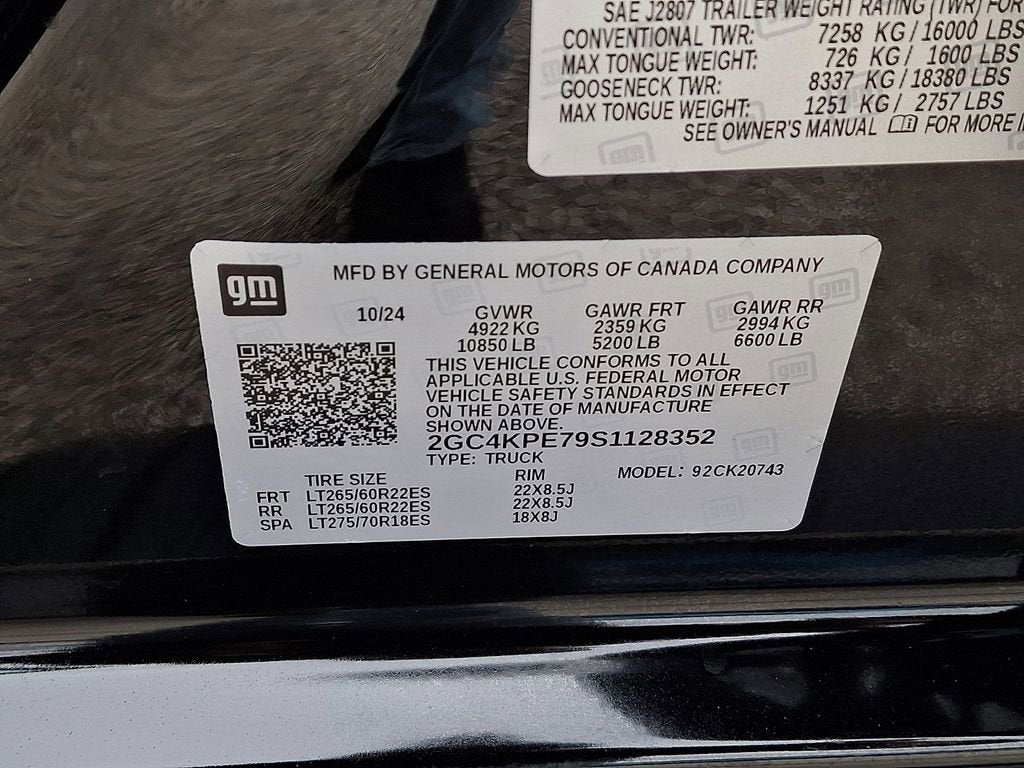 SAE J2807 TRAILER WEIGHT RATING (TWR) FOR
CONVENTIONAL TWR: 7258 KG / 16000 LBS
MAX TONGUE WEIGHT: 726 KG / 1600 LBS
GOOSENECK TWR: 8337 KG / 18380 LBS
MAX TONGUE WEIGHT: 1251 KG / 2757 LBS
SEE OWNER'S MANUAL FOR MORE
gm
MFD BY GENERAL MOTORS OF CANADA COMPANY
10/24 GVWR GAWR FRT GAWR RR
4922 KG 2359 KG 2994 KG
10850 LB 5200 LB 6600 LB
THIS VEHICLE CONFORMS TO ALL
APPLICABLE U.S. FEDERAL MOTOR
VEHICLE SAFETY STANDARDS IN EFFECT
ON THE DATE OF MANUFACTURE
SHOWN ABOVE.
2GC4KPE79S1128352
TYPE: TRUCK
MODEL: 92CK20743
TIRE SIZE RIM
FRT LT265/60R22ES 22X8.5J
RR LT265/60R22ES 22X8.5J
SPA LT275/70R18ES 18X8J